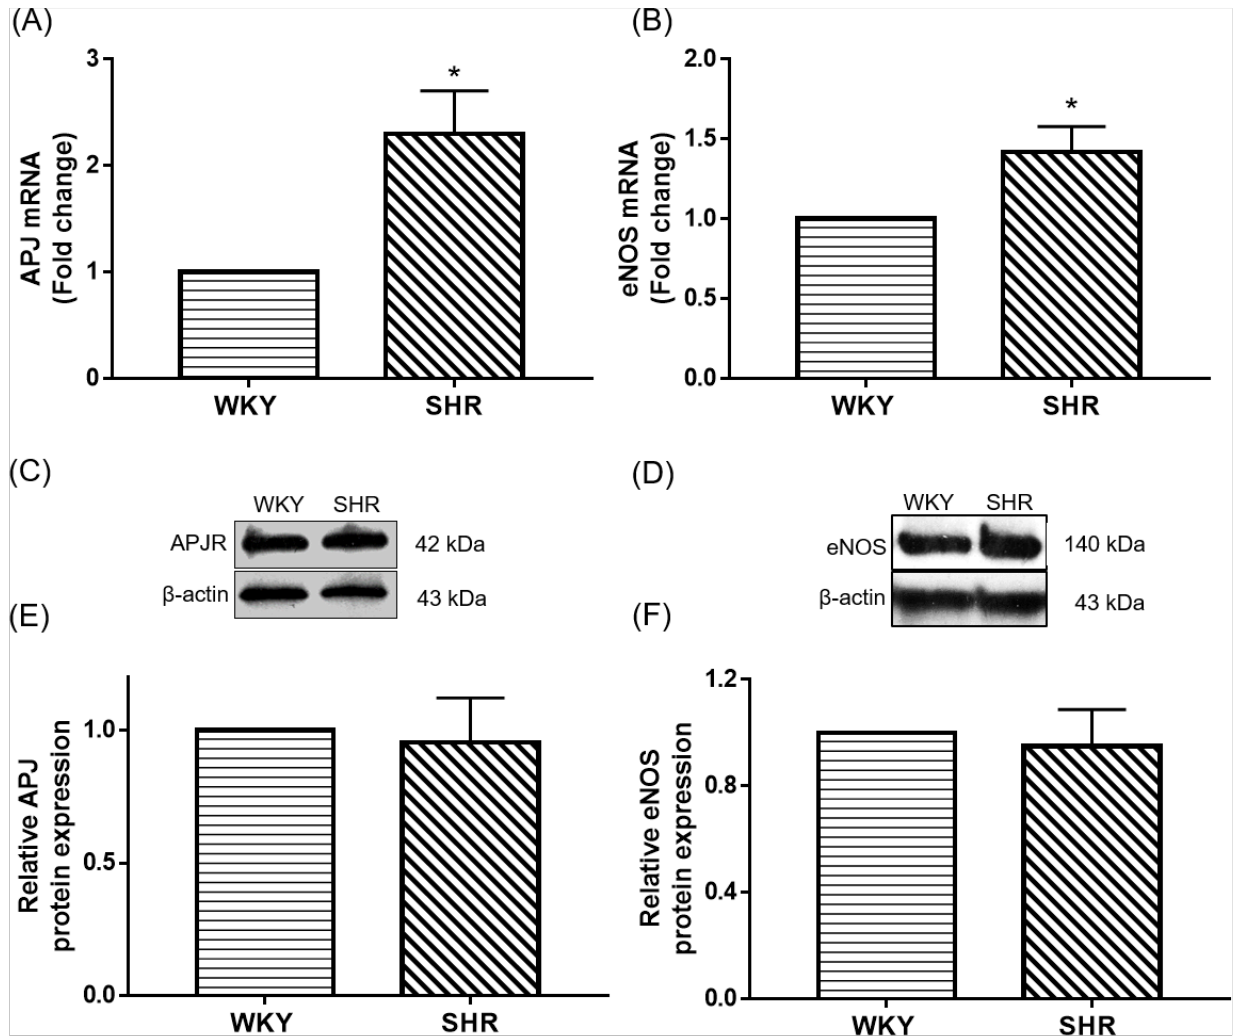 (A)
3
2
1
0
APJ mRNA
(Fold change)
*
WKY
SHR
(B)
2.0
1.5
1.0
0.5
0.0
eNOS mRNA
(Fold change)
*
WKY
SHR
(C)
WKY SHR
APJR 42 kDa
β-actin 43 kDa
(D)
WKY SHR
eNOS 140 kDa
β-actin 43 kDa
(E)
1.0
0.5
0.0
Relative APJ
protein expression
WKY
SHR
(F)
1.2
0.8
0.4
0.0
Relative eNOS
protein expression
WKY
SHR